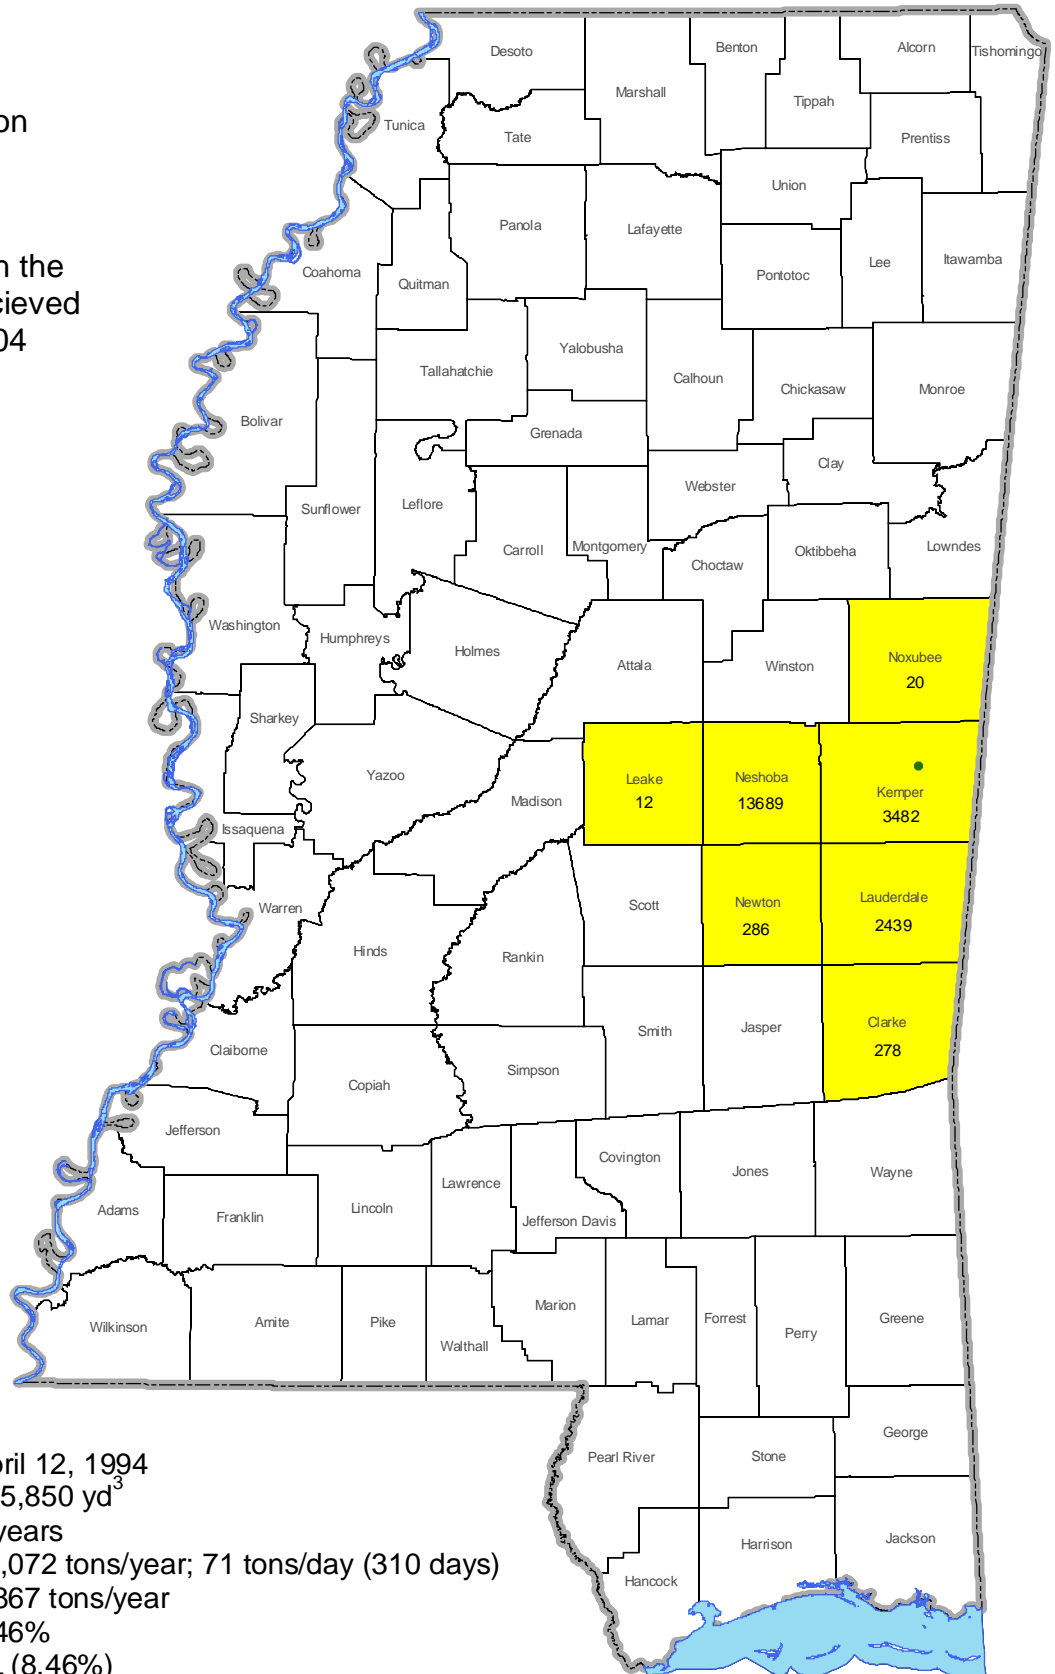 Desoto
Benton
Alcorn
Tishomingo
Marshall
Tippah
on
Tunica
Tate
Prentiss
Union
Panola
Lafayette
n the
Coahoma
Quitman
Pontotoc
Lee
Itawamba
cieved
04
Yalobusha
Tallahatchie
Calhoun
Chickasaw
Monroe
Bolivar
Grenada
Clay
Webster
Sunflower
Leflore
Carroll
Montgomery
Choctaw
Oktibbeha
Lowndes
Washington
Humphreys
Holmes
Attala
Winston
Noxubee
20
Sharkey
Yazoo
Madison
Leake
12
Neshoba
13689
Kemper
3482
Issaquena
Warren
Scott
Newton
286
Lauderdale
2439
Hinds
Rankin
Smith
Jasper
Clarke
278
Claiborne
Copiah
Simpson
Jefferson
Covington
Jones
Wayne
Lawrence
Adams
Franklin
Lincoln
Jefferson Davis
Wilkinson
Amite
Pike
Walthall
Marion
Lamar
Forrest
Perry
Greene
Pearl River
Stone
George
Harrison
Jackson
Hancock
oril 12, 1994
5,850 yd³
years
,072 tons/year; 71 tons/day (310 days)
867 tons/year
46%
(8.46%)